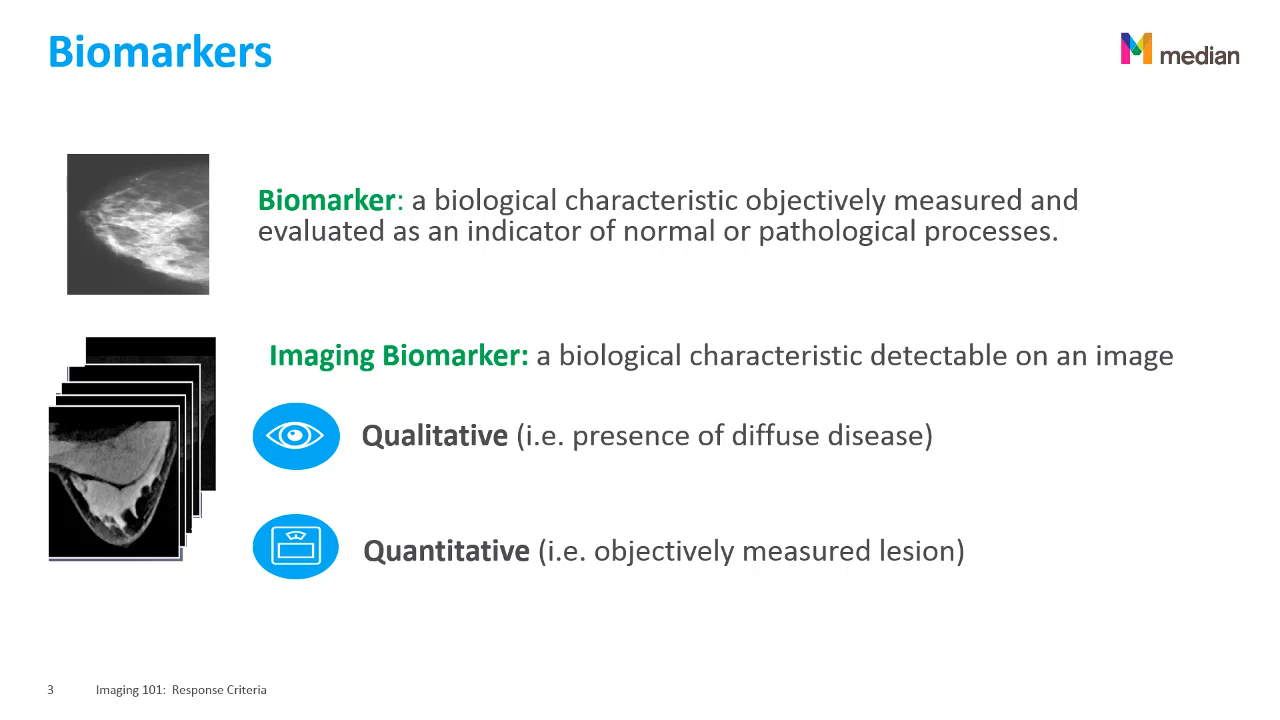 Biomarkers
median
Biomarker: a biological characteristic objectively measured and
evaluated as an indicator of normal or pathological processes.
Imaging Biomarker: a biological characteristic detectable on an image
Qualitative (i.e. presence of diffuse disease)
Quantitative (i.e. objectively measured lesion)
3 Imaging 101: Response Criteria